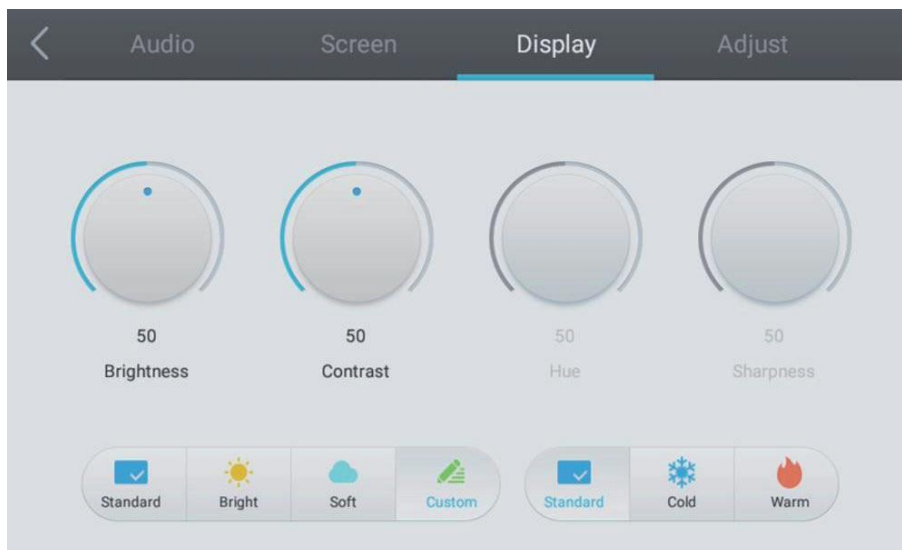 Audio Screen Display Adjust
50 50 50 50
Brightness Contrast Hue Sharpness
Standard Bright Soft Custom Standard Cold Warm